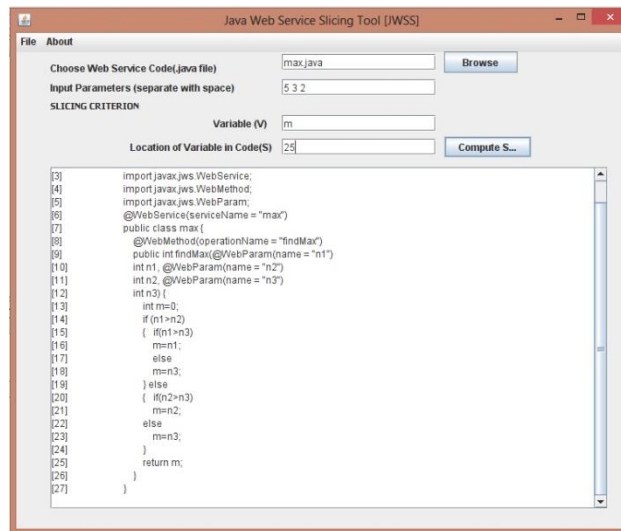 Java Web Service Slicing Tool [JWSS]
File About
Choose Web Service Code(.java file) max.java Browse
Input Parameters (separate with space) 5 3 2
SLICING CRITERION
Variable (V) m
Location of Variable in Code(S) 25 Compute S...
[3] import javax.jws.WebService;
[4] import javax.jws.WebMethod;
[5] import javax.jws.WebParam;
[6] @WebService(serviceName = "max")
[7] public class max {
[8] @WebMethod(operationName = "findMax")
[9] public int findMax(@WebParam(name = "n1")
[10] int n1, @WebParam(name = "n2")
[11] int n2, @WebParam(name = "n3")
[12] int n3) {
[13] int m=0;
[14] if (n1>n2)
[15] { if(n1>n3)
[16] m=n1;
[17] else
[18] m=n3;
[19] } else
[20] { if(n2>n3)
[21] m=n2;
[22] else
[23] m=n3;
[24] }
[25] return m;
[26] }
[27] }